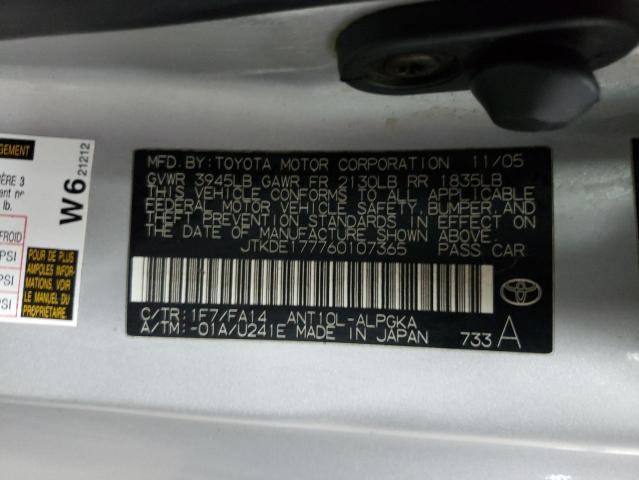 MFD. BY: TOYOTA MOTOR CORPORATION 11/05
GVWR 3945LB GAWR FR 2130LB RR 1835LB
THIS VEHICLE CONFORMS TO ALL APPLICABLE
FEDERAL MOTOR VEHICLE SAFETY, BUMPER, AND
THEFT PREVENTION STANDARDS IN EFFECT ON
THE DATE OF MANUFACTURE SHOWN ABOVE.
JTKDE177760107365 PASS CAR
C/TR: 1F7/FA14 ANT10L-ALPGKA
A/TM: -01A/U241E MADE IN JAPAN 733 A
GEMENT
ÈRE 3
lb.
FROID
PSI
PSI
PSI
W6 21212
POUR DE PLUS
AMPLES INFOR-
MATIONS,
VOIR LE
MANUEL DU
PROPRIÉTAIRE